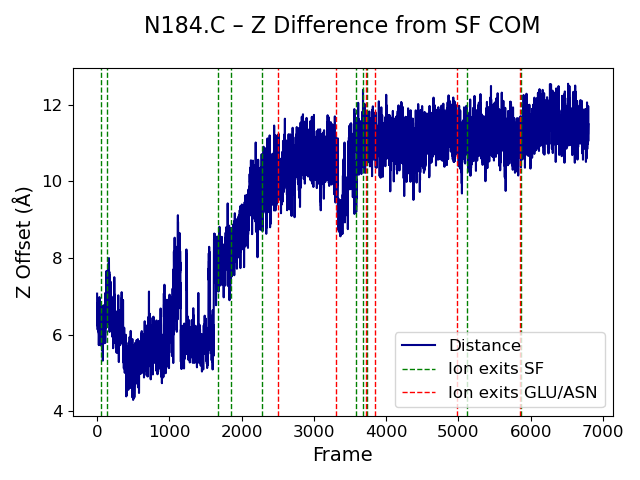 N184.C – Z Difference from SF COM
Z Offset (Å)
12
10
8
6
4
Distance
Ion exits SF
Ion exits GLU/ASN
0 1000 2000 3000 4000 5000 6000 7000
Frame